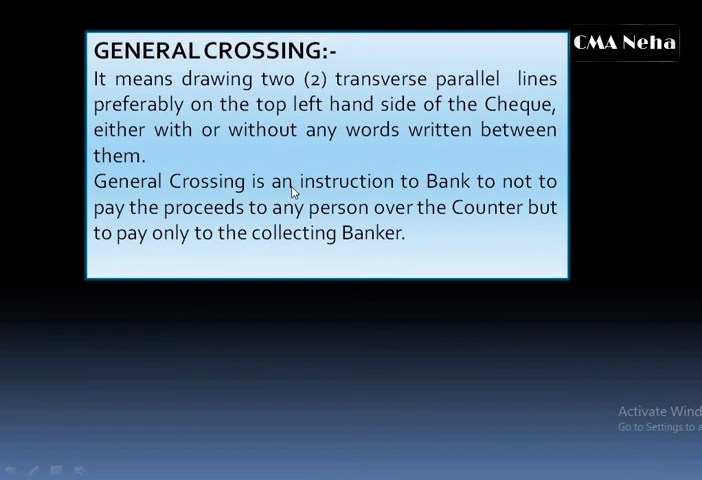 CMA Neha
GENERAL CROSSING:-
It means drawing two (2) transverse parallel lines
preferably on the top left hand side of the Cheque,
either with or without any words written between
them.
General Crossing is an instruction to Bank to not to
pay the proceeds to any person over the Counter but
to pay only to the collecting Banker.
Activate Wind
Go to Settings to a